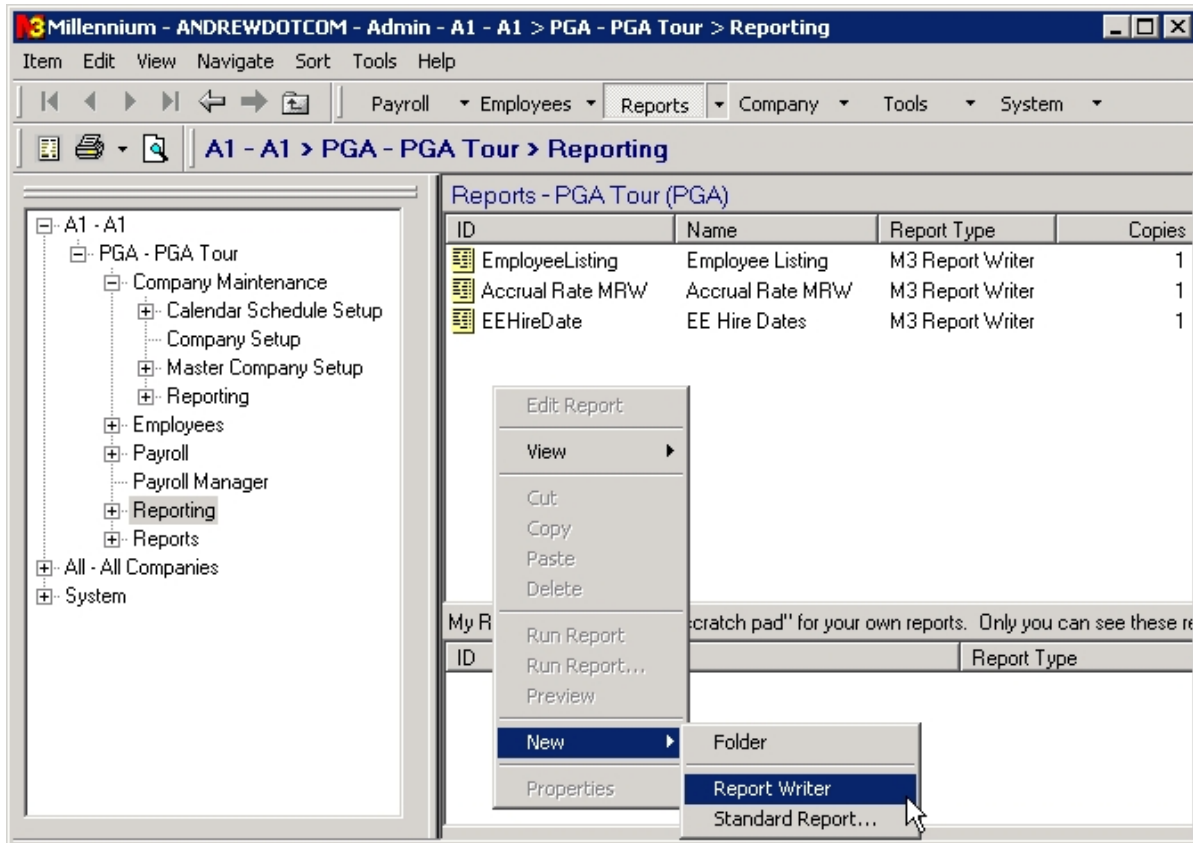 Millennium - ANDREWDOTCOM - Admin - A1 - A1 > PGA - PGA Tour > Reporting
Item Edit View Navigate Sort Tools Help
Payroll Employees Reports Company Tools System
A1 - A1 > PGA - PGA Tour > Reporting
A1 - A1
PGA - PGA Tour
Company Maintenance
Calendar Schedule Setup
Company Setup
Master Company Setup
Reporting
Employees
Payroll
Payroll Manager
Reporting
Reports
All - All Companies
System
Reports - PGA Tour (PGA)
ID Name Report Type Copies
EmployeeListing Employee Listing M3 Report Writer 1
Accrual Rate MRW Accrual Rate MRW M3 Report Writer 1
EEHireDate EE Hire Dates M3 Report Writer 1
My pad" for your own reports. Only you can see these
ID Report Type
Edit Report
View
Cut
Copy
Paste
Delete
Run Report
Run Report...
Preview
New
Properties
Folder
Report Writer
Standard Report...